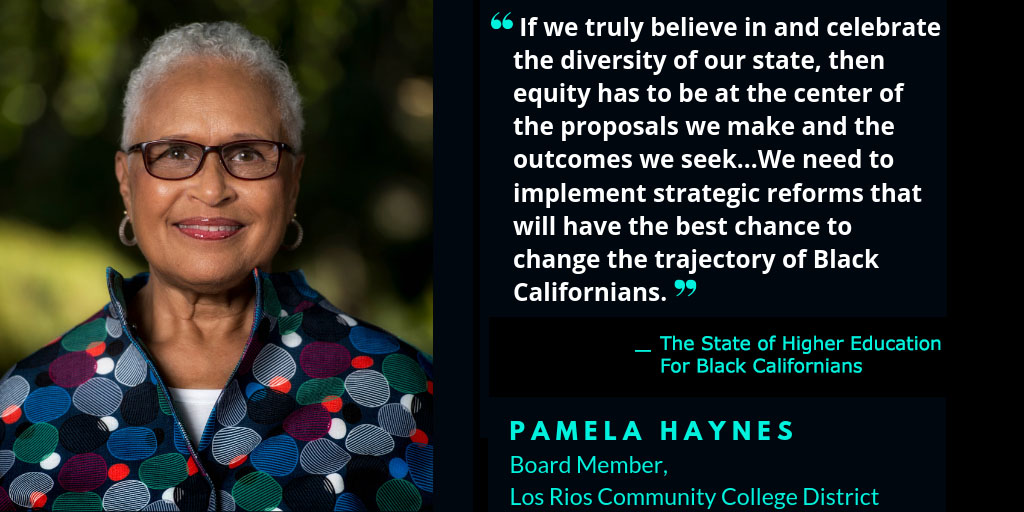 “ If we truly believe in and celebrate
the diversity of our state, then
equity has to be at the center of
the proposals we make and the
outcomes we seek...We need to
implement strategic reforms that
will have the best chance to
change the trajectory of Black
Californians. ”
— The State of Higher Education
For Black Californians
PAMELA HAYNES
Board Member,
Los Rios Community College District